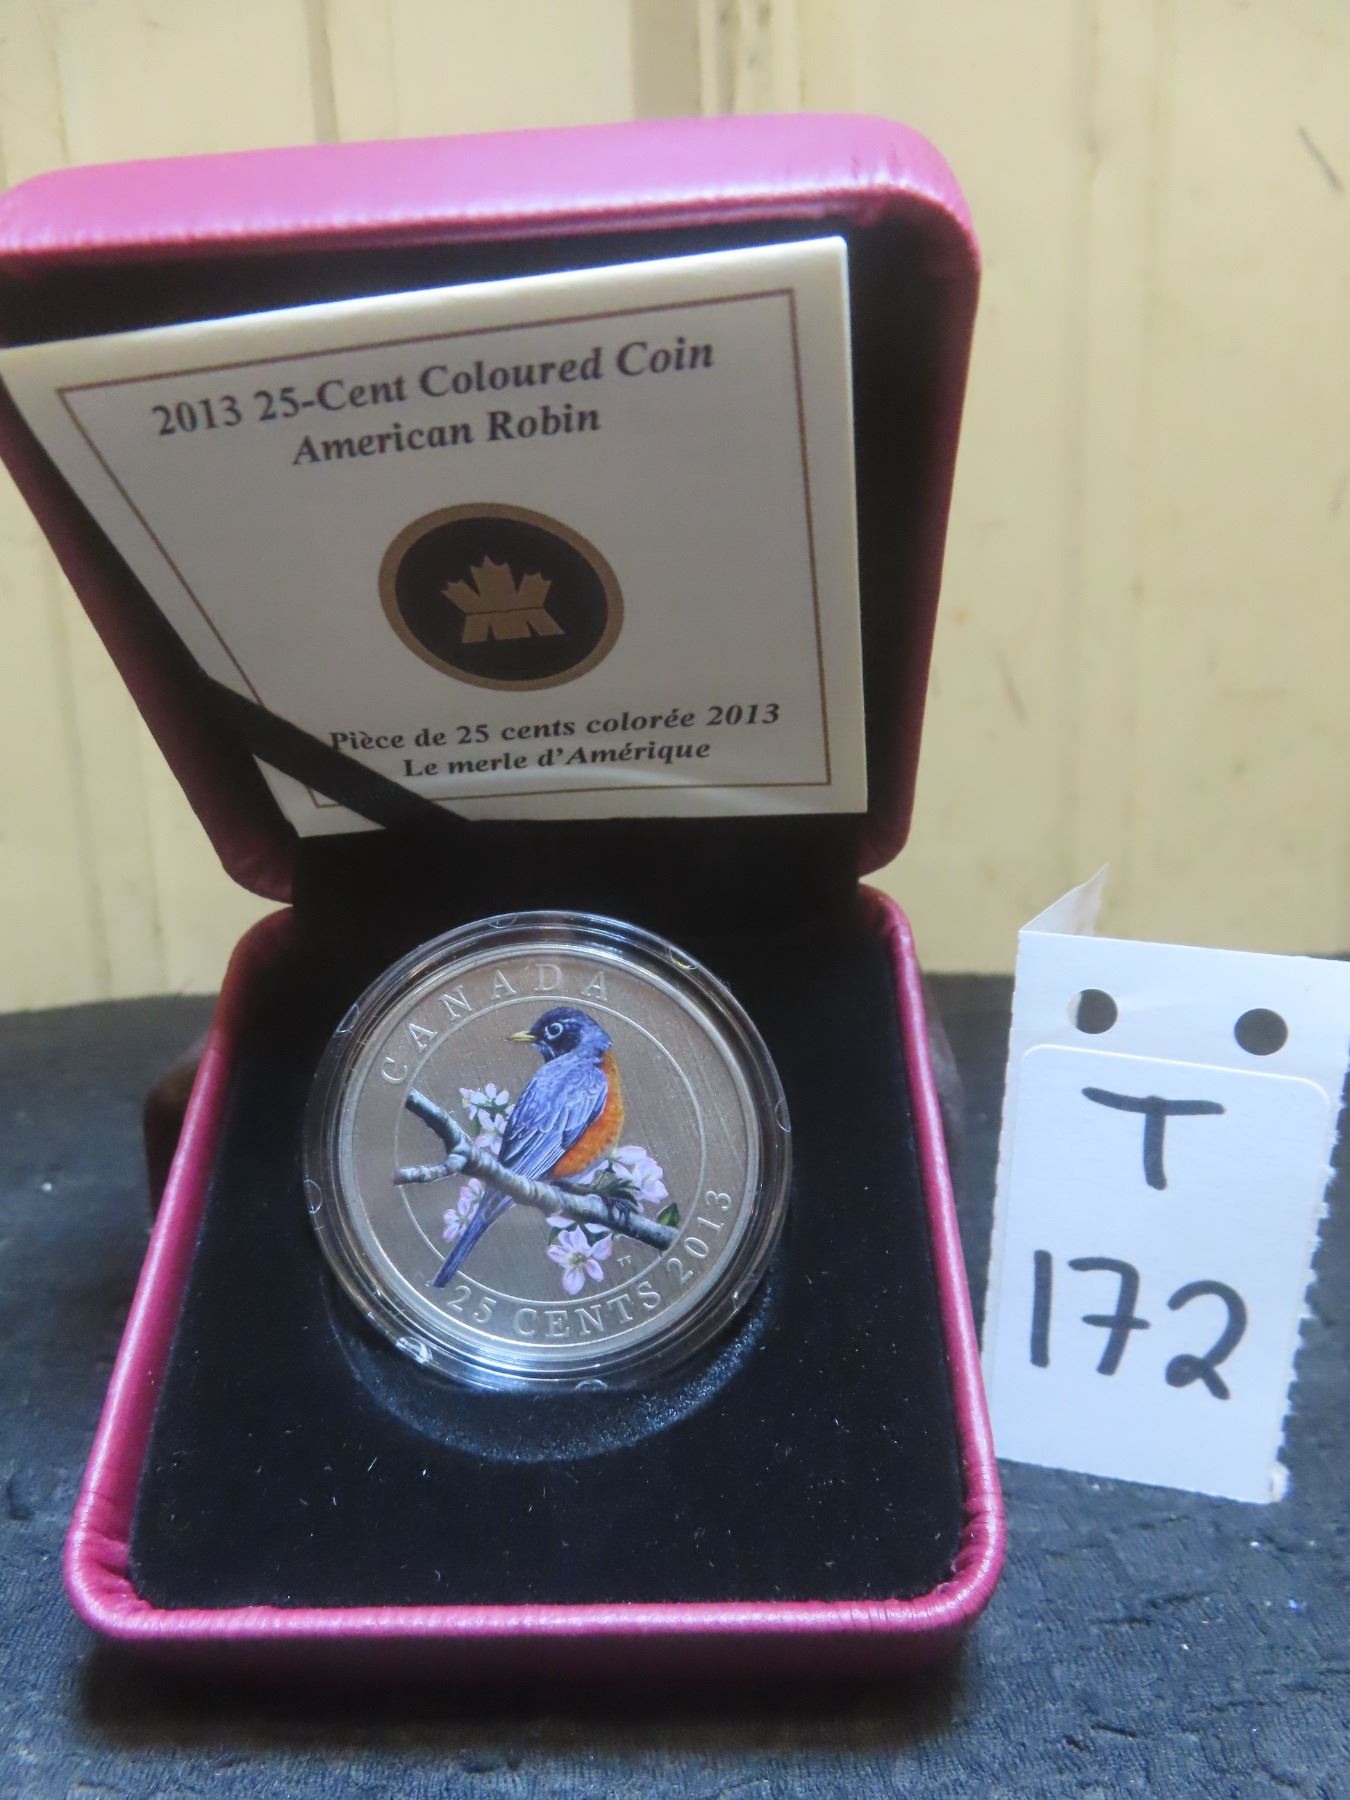 2013 25-Cent Coloured Coin
American Robin
Pièce de 25 cents colorée 2013
Le merle d'Amérique
CANADA
25 CENTS 2013
T
172